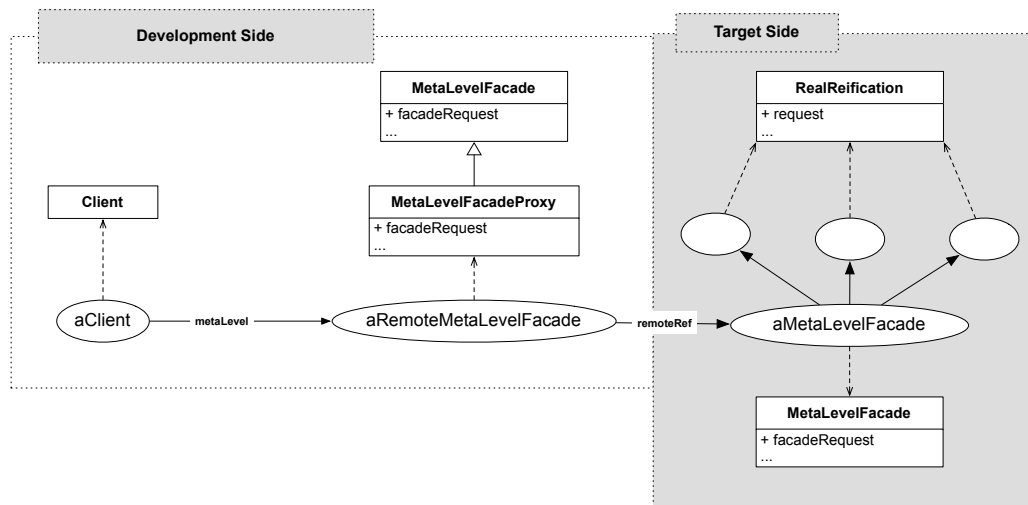 Development Side
Target Side
MetaLevelFacade
+ facadeRequest
...
RealReification
+ request
...
Client
MetaLevelFacadeProxy
+ facadeRequest
...
aClient
metaLevel
aRemoteMetaLevelFacade
remoteRef
aMetaLevelFacade
MetaLevelFacade
+ facadeRequest
...